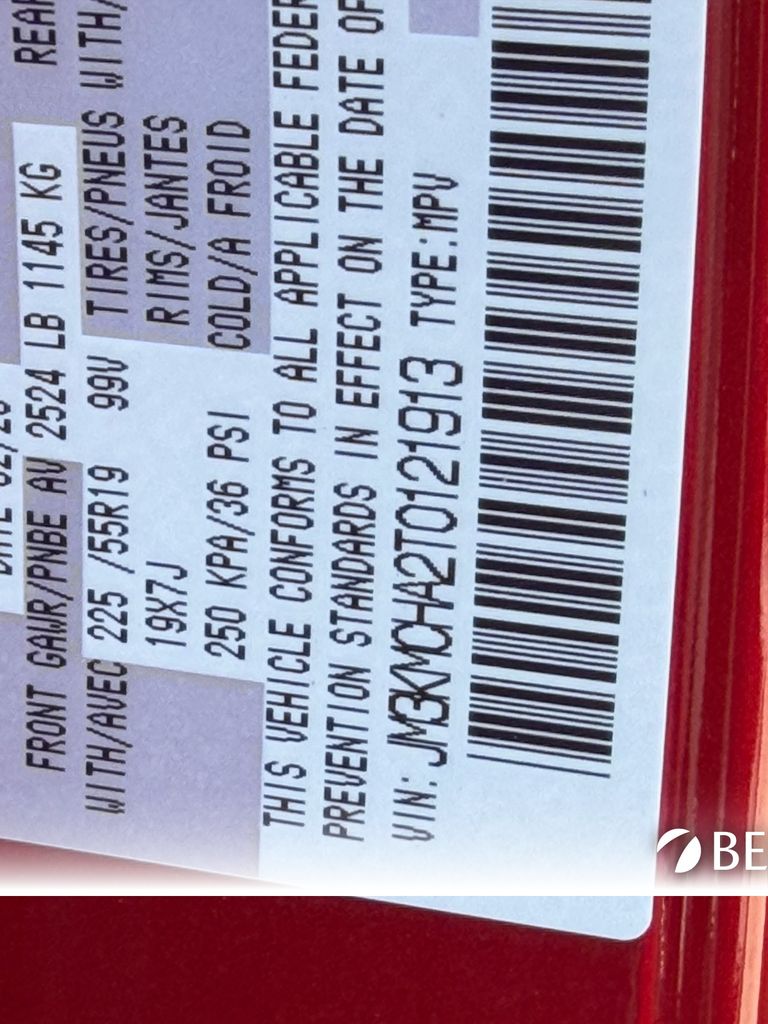 FRONT GAWR/PNBE AV 2524 LB 1145 KG REAR
WITH/AVEC 225 /55R19 99V TIRES/PNEUS WITH/
19X7J RIMS/JANTES
250 KPA/36 PSI COLD/A FROID
THIS VEHICLE CONFORMS TO ALL APPLICABLE FEDER
PREVENTION STANDARDS IN EFFECT ON THE DATE OF
VIN: JM3KMCHA2T0121913 TYPE:MPV
BE